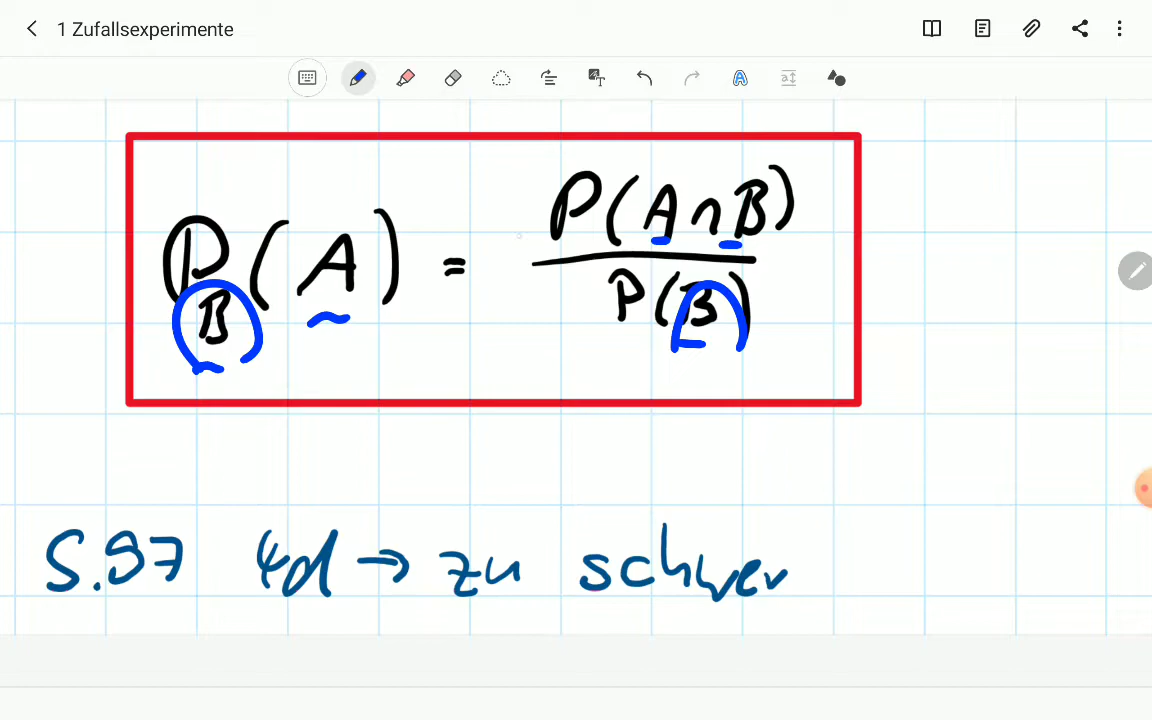 1 Zufallsexperimente
P_B(A) = P(A∩B) / P(B)
S.97 4d → zu schwer